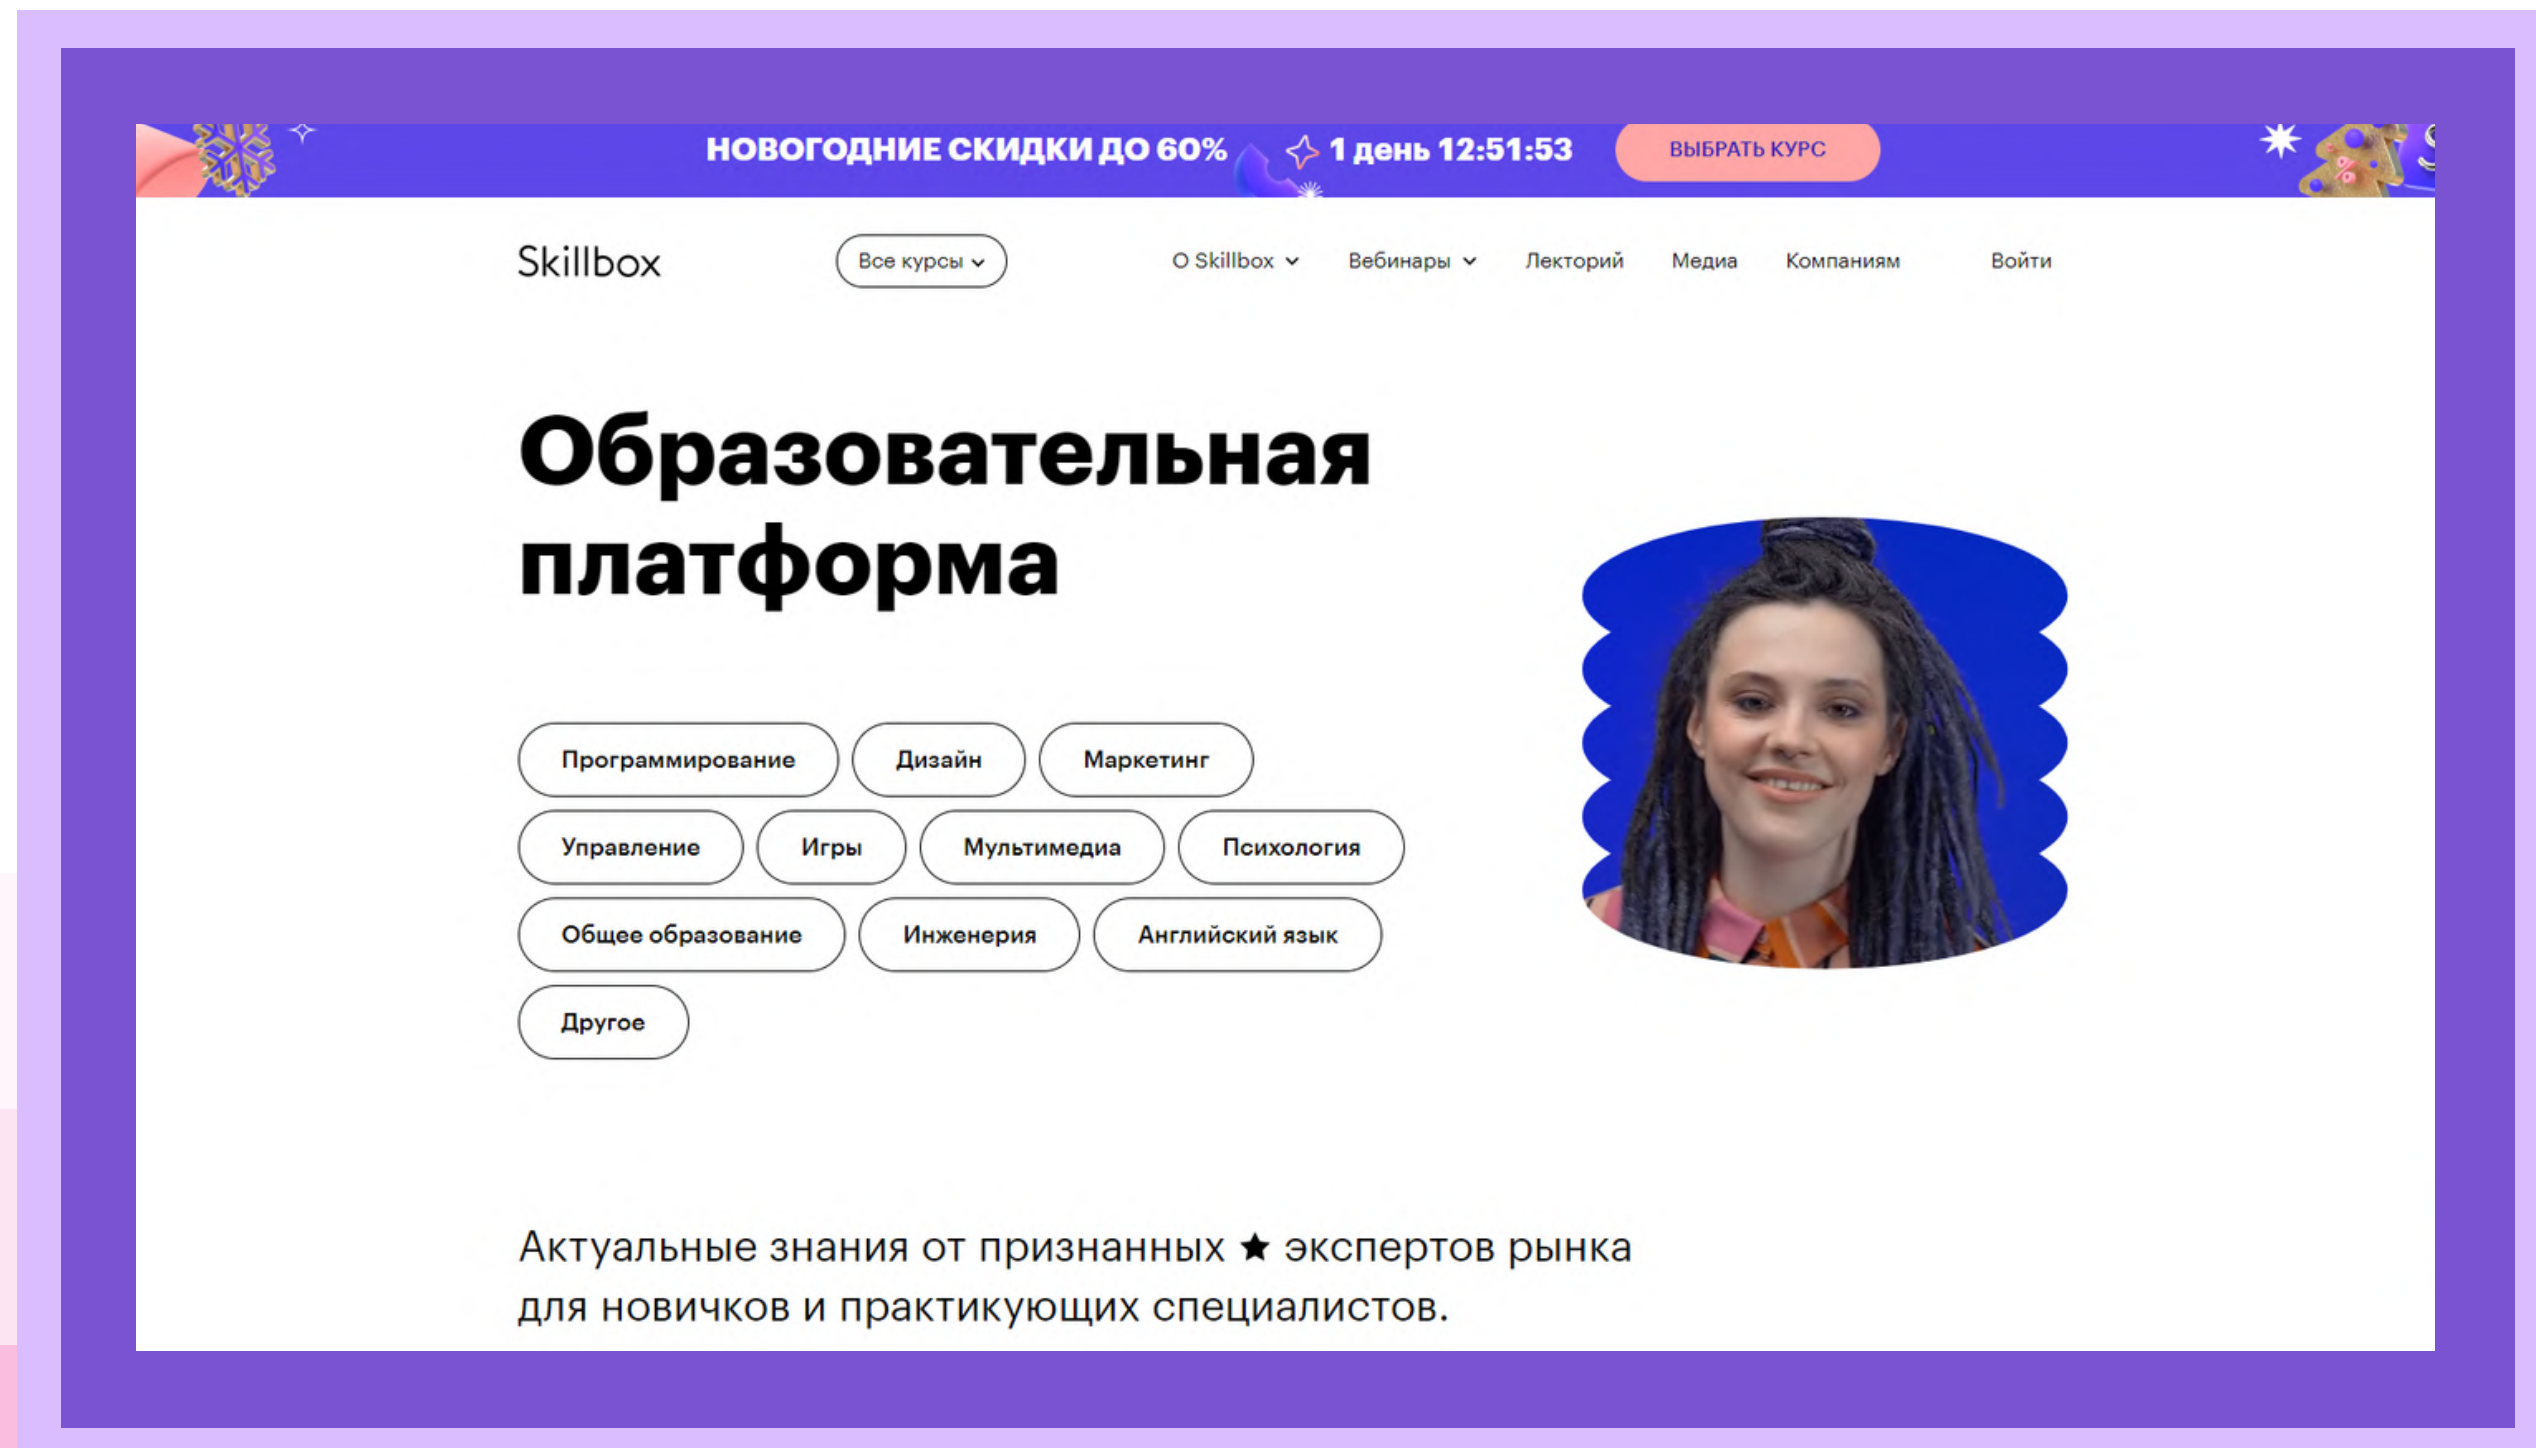 НОВОГОДНИЕ СКИДКИ ДО 60% 1 день 12:51:53 ВЫБРАТЬ КУРС
Skillbox Все курсы О Skillbox Вебинары Лекторий Медиа Компаниям Войти
Образовательная
платформа
Программирование Дизайн Маркетинг
Управление Игры Мультимедиа Психология
Общее образование Инженерия Английский язык
Другое
Актуальные знания от признанных ★ экспертов рынка
для новичков и практикующих специалистов.